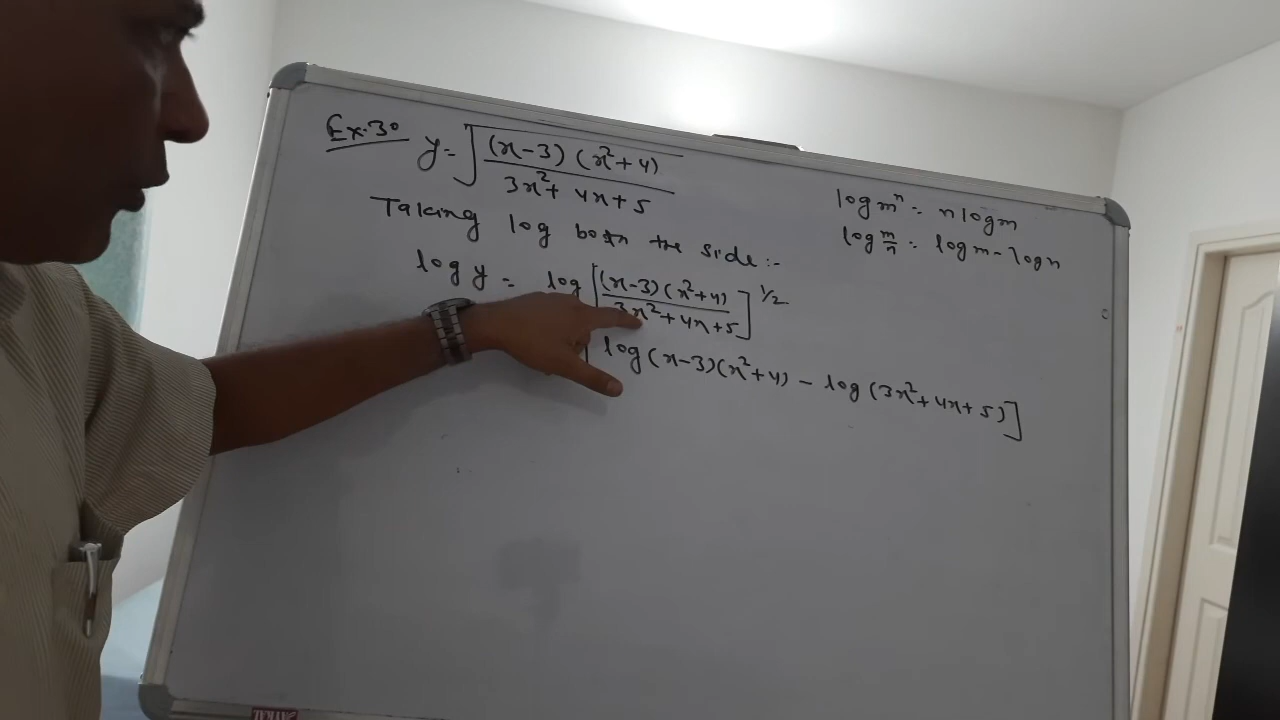 Ex.30 y = √((x-3) (x²+4) / 3x²+ 4x+5)
Taking log both the side :-
log m^n = n log m
log m/n = log m - log n
log y = log [(x-3)(x²+4) / 3x²+4x+5]^1/2
[log(x-3)(x²+4) - log(3x²+4x+5)]